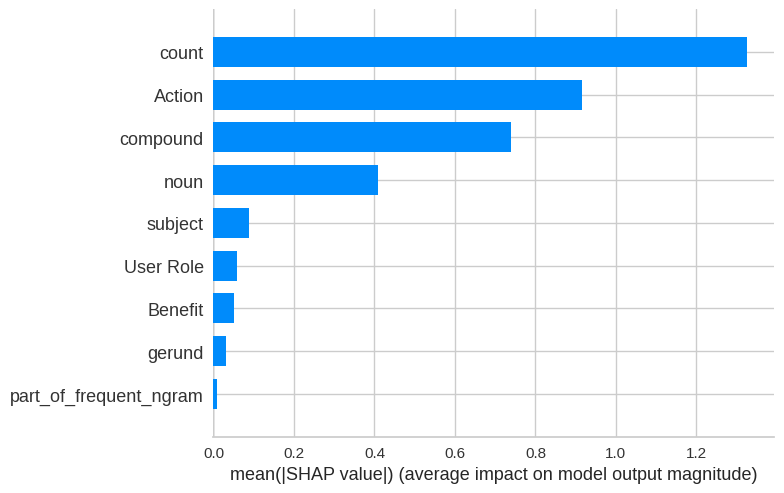 count
Action
compound
noun
subject
User Role
Benefit
gerund
part_of_frequent_ngram
0.0 0.2 0.4 0.6 0.8 1.0 1.2
mean(|SHAP value|) (average impact on model output magnitude)